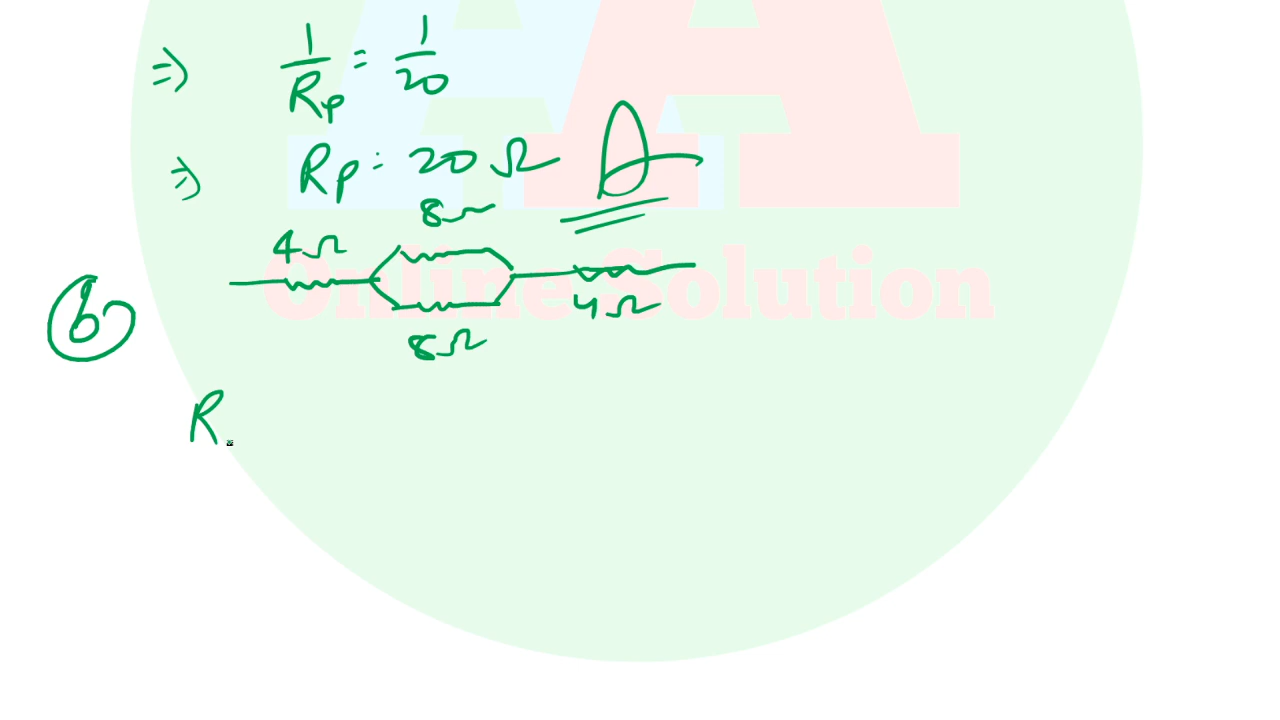 ⇒ 1/Rp = 1/20
⇒ Rp = 20 Ω A
8Ω
4Ω
Online Solution
4Ω
b
8Ω
R